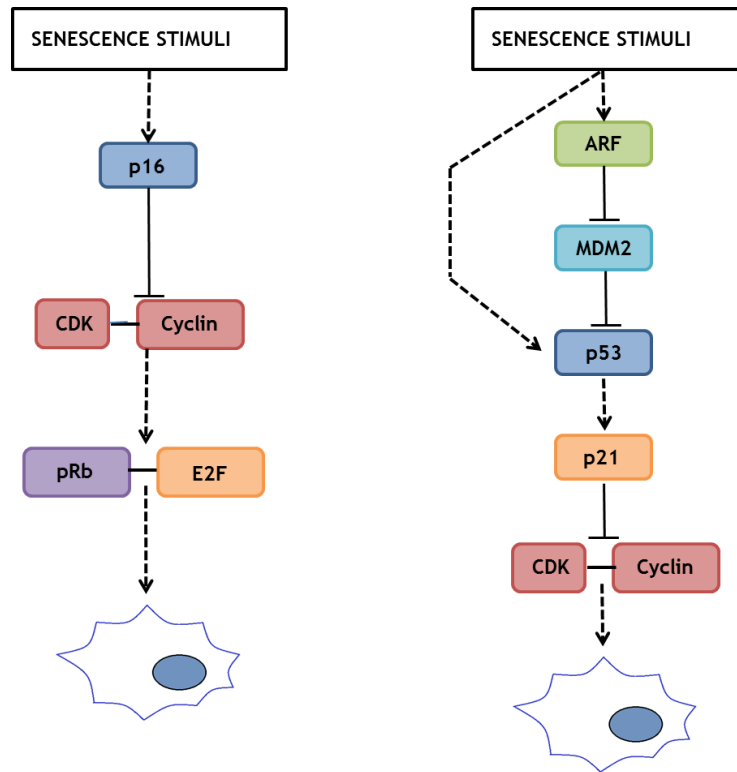 SENESCENCE STIMULI
p16
CDK
Cyclin
pRb
E2F
SENESCENCE STIMULI
ARF
MDM2
p53
p21
CDK
Cyclin